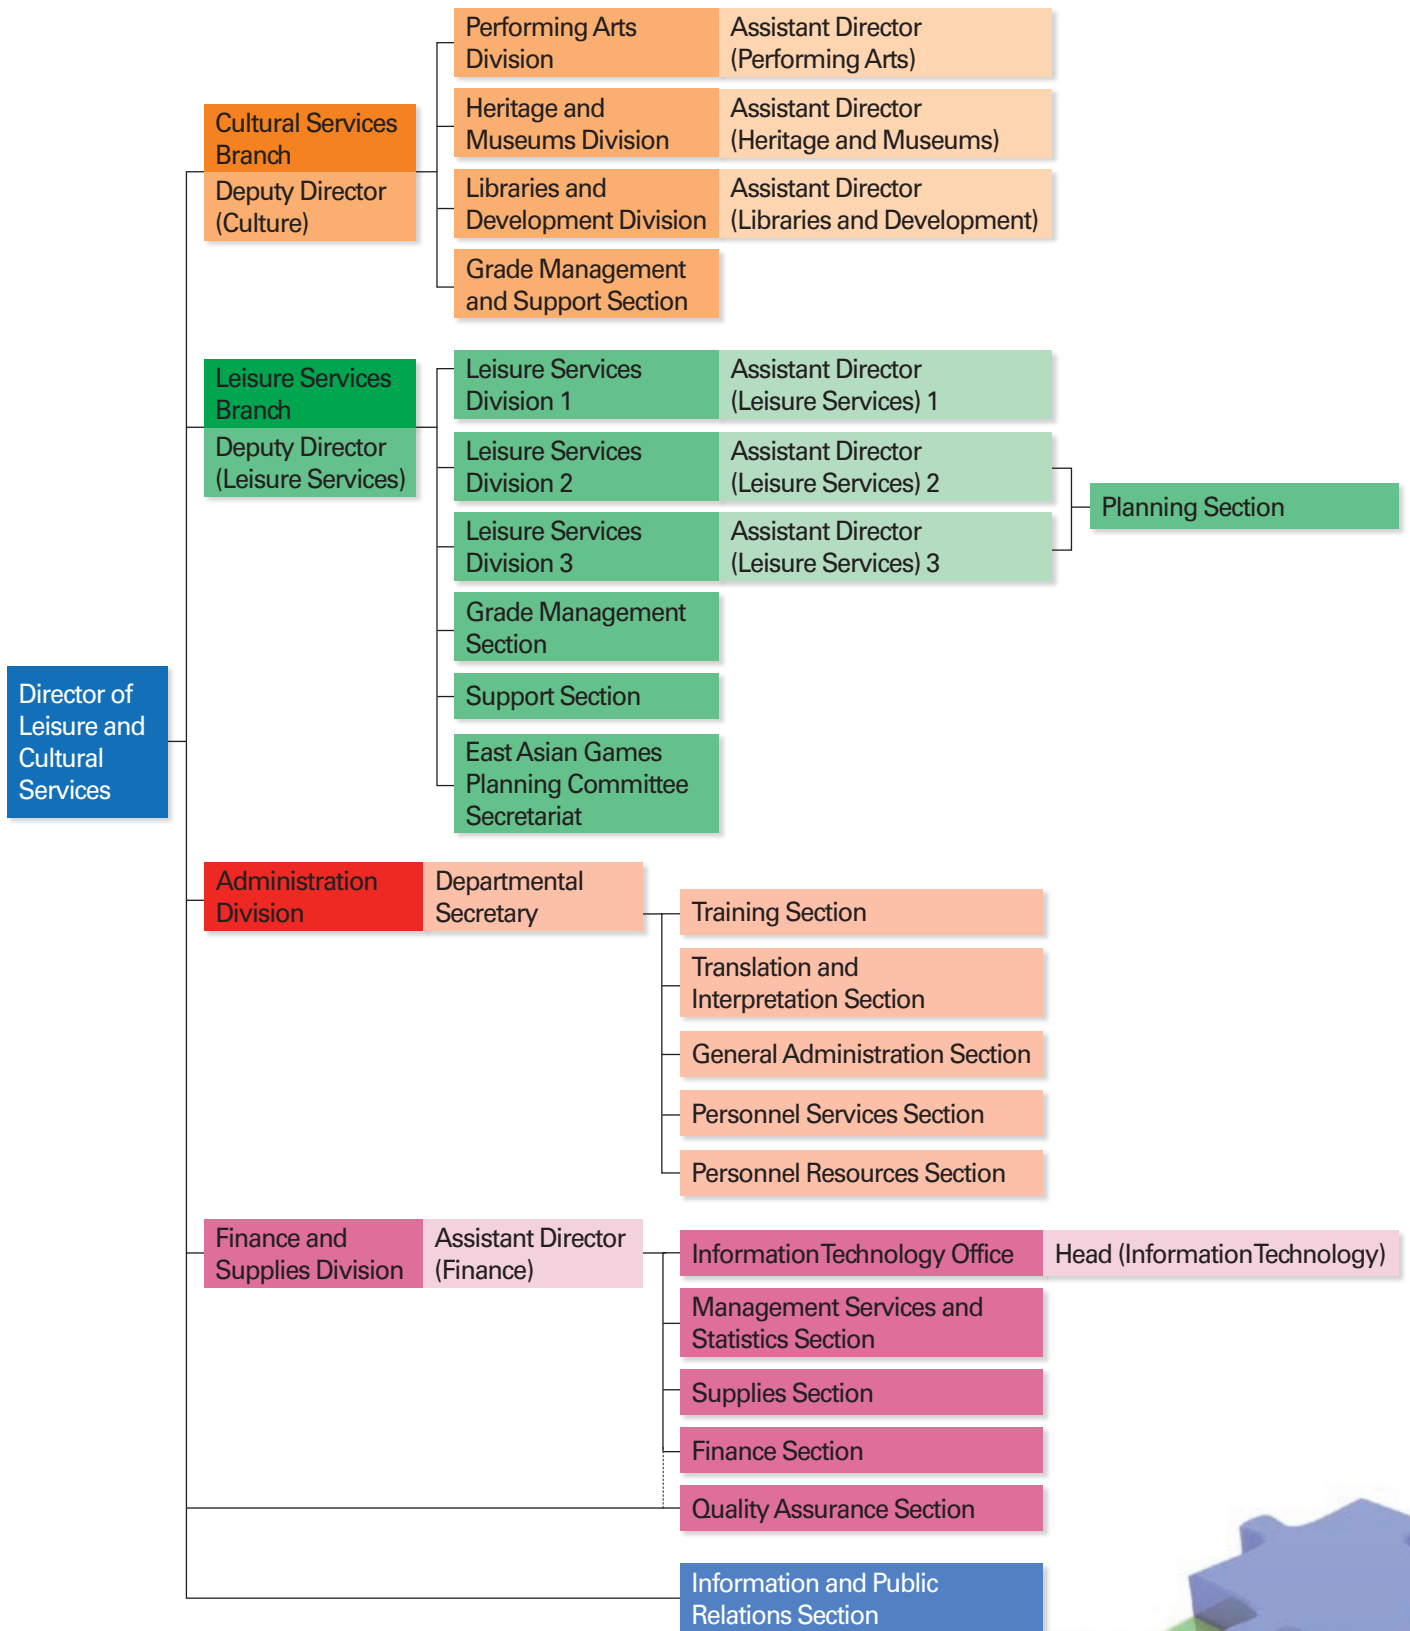 Performing Arts
Division
Assistant Director
(Performing Arts)
Cultural Services
Branch
Deputy Director
(Culture)
Heritage and
Museums Division
Assistant Director
(Heritage and Museums)
Libraries and
Development Division
Assistant Director
(Libraries and Development)
Grade Management
and Support Section
Leisure Services
Branch
Deputy Director
(Leisure Services)
Leisure Services
Division 1
Assistant Director
(Leisure Services) 1
Leisure Services
Division 2
Assistant Director
(Leisure Services) 2
Leisure Services
Division 3
Assistant Director
(Leisure Services) 3
Planning Section
Grade Management
Section
Support Section
East Asian Games
Planning Committee
Secretariat
Director of
Leisure and
Cultural
Services
Administration
Division
Departmental
Secretary
Training Section
Translation and
Interpretation Section
General Administration Section
Personnel Services Section
Personnel Resources Section
Finance and
Supplies Division
Assistant Director
(Finance)
Information Technology Office
Head (Information Technology)
Management Services and
Statistics Section
Supplies Section
Finance Section
Quality Assurance Section
Information and Public
Relations Section